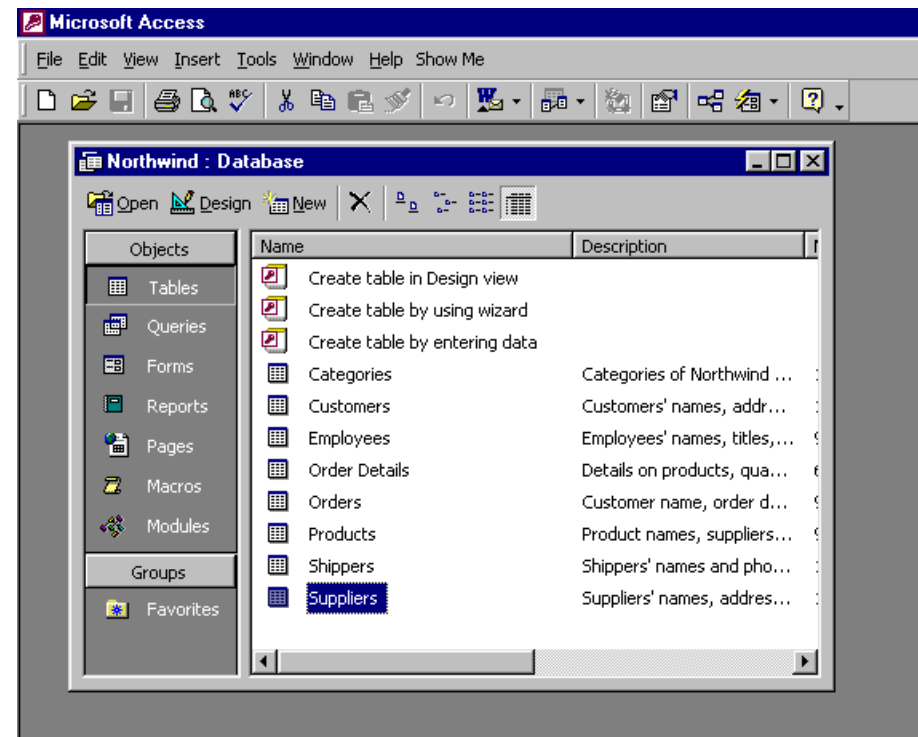 Microsoft Access
File Edit View Insert Tools Window Help Show Me
Northwind : Database
Open Design New
Objects
Tables
Queries
Forms
Reports
Pages
Macros
Modules
Groups
Favorites
Name Description
Create table in Design view
Create table by using wizard
Create table by entering data
Categories Categories of Northwind ...
Customers Customers' names, addr...
Employees Employees' names, titles,...
Order Details Details on products, qua...
Orders Customer name, order d...
Products Product names, suppliers...
Shippers Shippers' names and pho...
Suppliers Suppliers' names, addres...